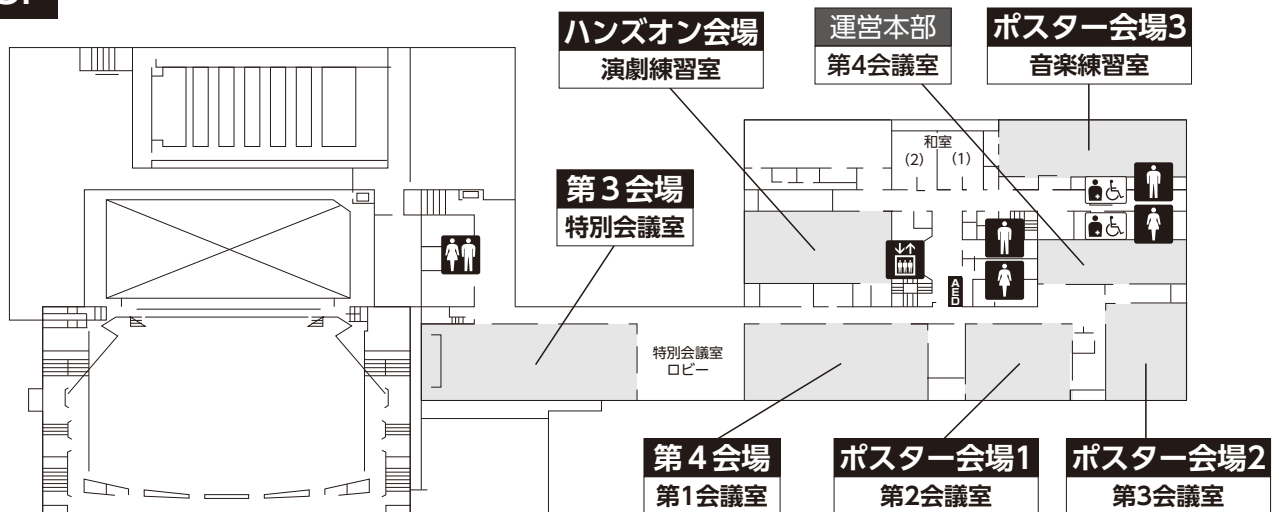 ハンズオン会場
演劇練習室
運営本部
第4会議室
ポスター会場3
音楽練習室
和室
(2)
(1)
第3会場
特別会議室
AED
特別会議室
ロビー
第4会場
第1会議室
ポスター会場1
第2会議室
ポスター会場2
第3会議室